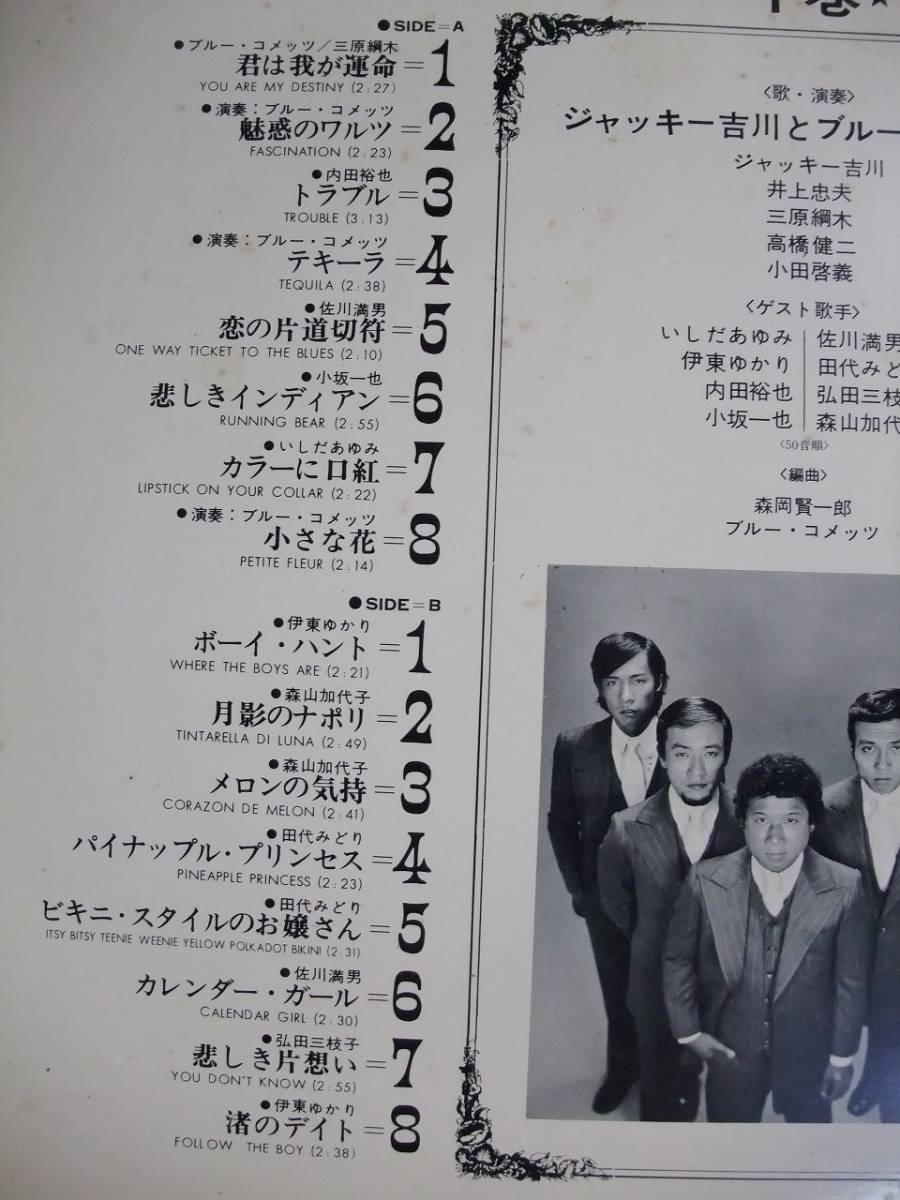 ●SIDE=A
●ブルー・コメッツ/三原綱木
君は我が運命=1
YOU ARE MY DESTINY (2:27)
●演奏:ブルー・コメッツ
魅惑のワルツ=2
FASCINATION (2:23)
●内田裕也
トラブル=3
TROUBLE (3:13)
●演奏:ブルー・コメッツ
テキーラ=4
TEQUILA (2:38)
●佐川満男
恋の片道切符=5
ONE WAY TICKET TO THE BLUES (2:10)
●小坂一也
悲しきインディアン=6
RUNNING BEAR (2:55)
●いしだあゆみ
カラーに口紅=7
LIPSTICK ON YOUR COLLAR (2:22)
●演奏:ブルー・コメッツ
小さな花=8
PETITE FLEUR (2:14)
●SIDE=B
●伊東ゆかり
ボーイ・ハント=1
WHERE THE BOYS ARE (2:21)
●森山加代子
月影のナポリ=2
TINTARELLA DI LUNA (2:49)
●森山加代子
メロンの気持=3
CORAZON DE MELON (2:41)
●田代みどり
パイナップル・プリンセス=4
PINEAPPLE PRINCESS (2:23)
●田代みどり
ビキニ・スタイルのお嬢さん=5
ITSY BITSY TEENIE WEENIE YELLOW POLKADOT BIKINI (2:31)
●佐川満男
カレンダー・ガール=6
CALENDAR GIRL (2:30)
●弘田三枝子
悲しき片想い=7
YOU DON'T KNOW (2:55)
●伊東ゆかり
渚のデイト=8
FOLLOW THE BOY (2:38)
〈歌・演奏〉
ジャッキー吉川とブルー
ジャッキー吉川
井上忠夫
三原綱木
高橋健二
小田啓義
〈ゲスト歌手〉
いしだあゆみ 佐川満男
伊東ゆかり 田代みど
内田裕也 弘田三枝
小坂一也 森山加代
〈50音順〉
〈編曲〉
森岡賢一郎
ブルー・コメッツ